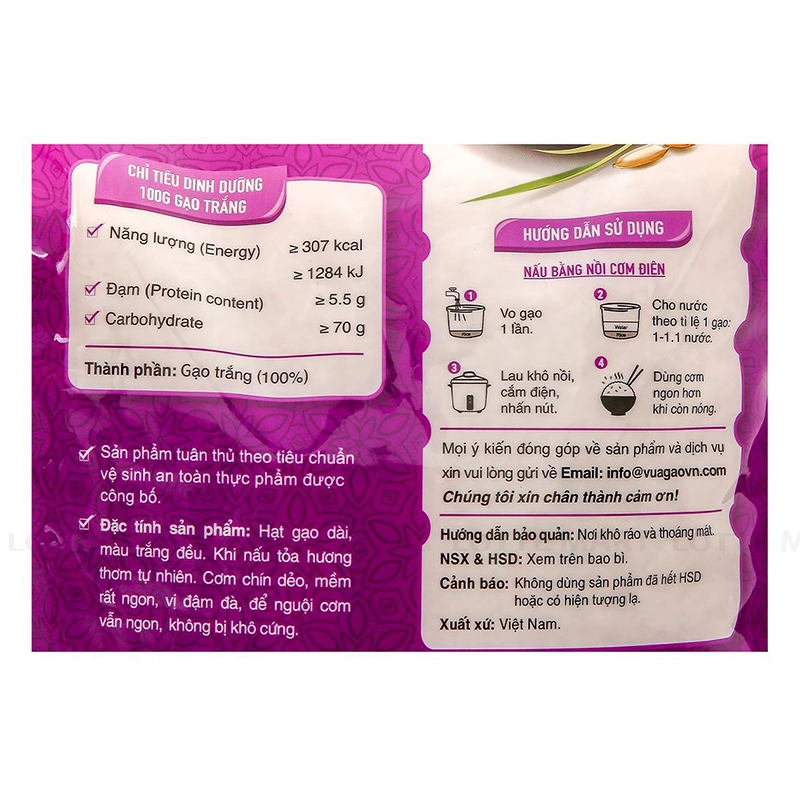 CHỈ TIÊU DINH DƯỠNG
100G GẠO TRẮNG
Năng lượng (Energy) ≥ 307 kcal
≥ 1284 kJ
Đạm (Protein content) ≥ 5.5 g
Carbohydrate ≥ 70 g
Thành phần: Gạo trắng (100%)
Sản phẩm tuân thủ theo tiêu chuẩn
vệ sinh an toàn thực phẩm được
công bố.
Đặc tính sản phẩm: Hạt gạo dài,
màu trắng đều. Khi nấu tỏa hương
thơm tự nhiên. Cơm chín dẻo, mềm
rất ngon, vị đậm đà, để nguội cơm
vẫn ngon, không bị khô cứng.
HƯỚNG DẪN SỬ DỤNG
NẤU BẰNG NỒI CƠM ĐIỆN
1
Vo gạo
1 lần.
Rice
2
Cho nước
theo tỉ lệ 1 gạo:
1-1.1 nước.
Water
Rice
3
Lau khô nồi,
cắm điện,
nhấn nút.
4
Dùng cơm
ngon hơn
khi còn nóng.
Mọi ý kiến đóng góp về sản phẩm và dịch vụ
xin vui lòng gửi về Email: info@vuagaovn.com
Chúng tôi xin chân thành cảm ơn!
Hướng dẫn bảo quản: Nơi khô ráo và thoáng mát.
NSX & HSD: Xem trên bao bì.
Cảnh báo: Không dùng sản phẩm đã hết HSD
hoặc có hiện tượng lạ.
Xuất xứ: Việt Nam.